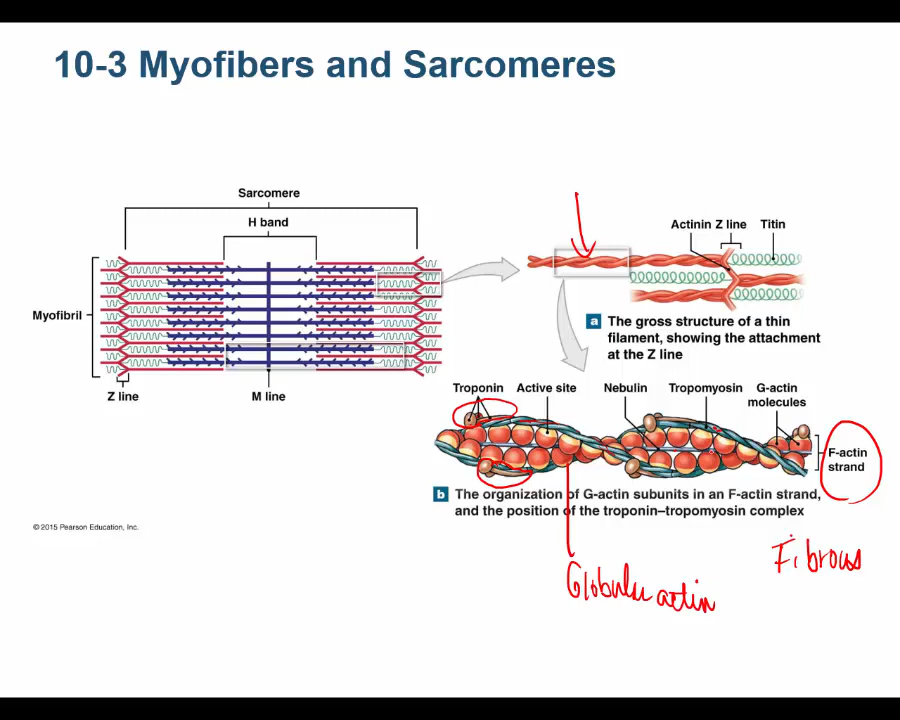 10-3 Myofibers and Sarcomeres
Sarcomere
H band
Myofibril
Z line
M line
Actinin Z line Titin
a The gross structure of a thin
filament, showing the attachment
at the Z line
Troponin Active site Nebulin Tropomyosin G-actin
molecules
F-actin
strand
b The organization of G-actin subunits in an F-actin strand,
and the position of the troponin–tropomyosin complex
© 2015 Pearson Education, Inc.
Fibrous
Globular actin